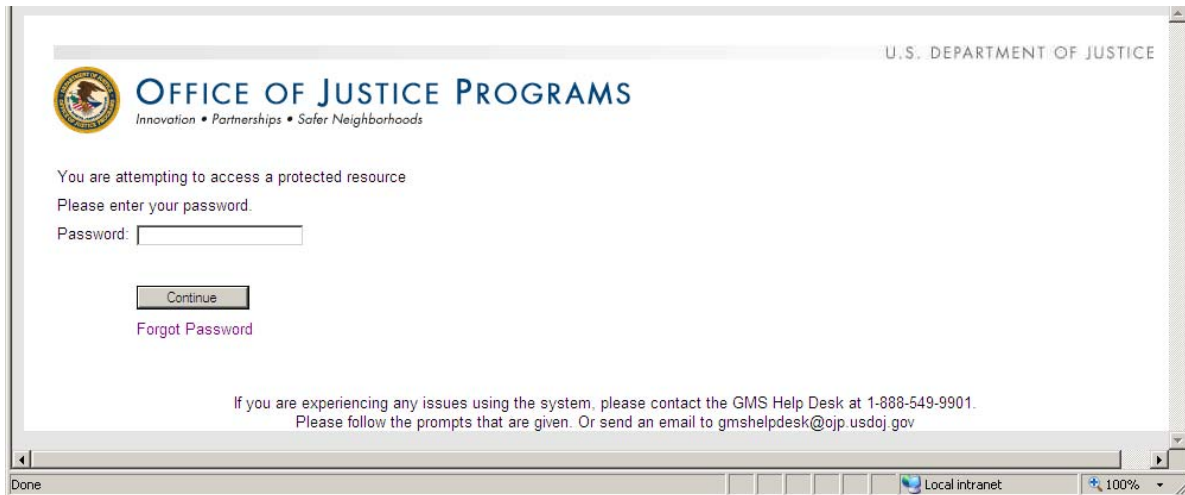 U.S. DEPARTMENT OF JUSTICE
OFFICE OF JUSTICE PROGRAMS
Innovation • Partnerships • Safer Neighborhoods
You are attempting to access a protected resource
Please enter your password.
Password:
Continue
Forgot Password
If you are experiencing any issues using the system, please contact the GMS Help Desk at 1-888-549-9901.
Please follow the prompts that are given. Or send an email to gmshelpdesk@ojp.usdoj.gov
Done
Local intranet
100%